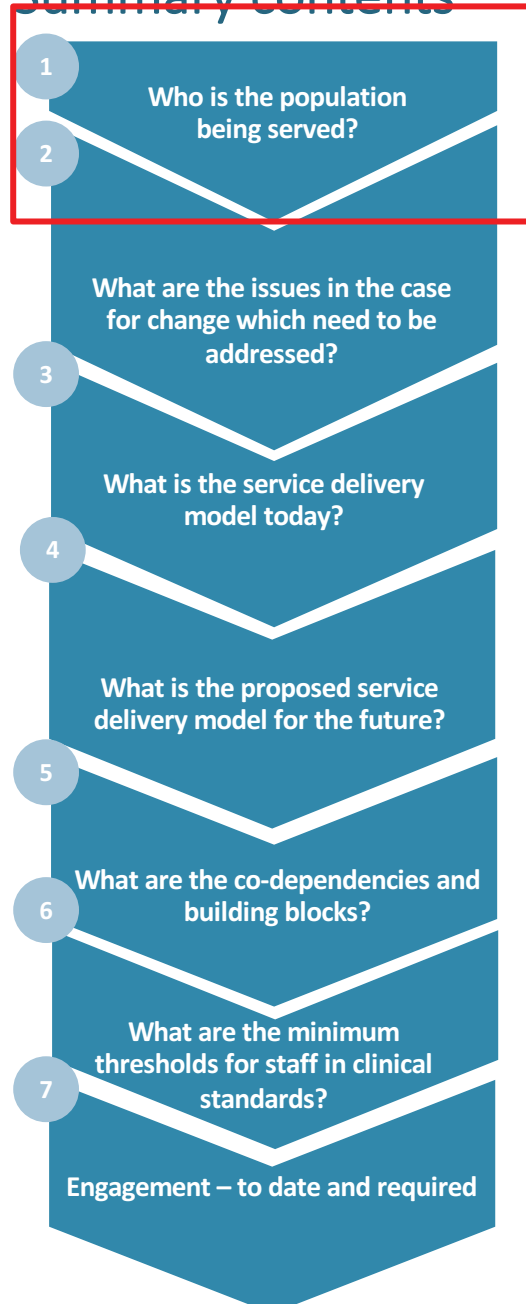 Summary contents
1
Who is the population
being served?
2
What are the issues in the case
for change which need to be
addressed?
3
What is the service delivery
model today?
4
What is the proposed service
delivery model for the future?
5
What are the co-dependencies and
building blocks?
6
What are the minimum
thresholds for staff in clinical
standards?
7
Engagement – to date and required